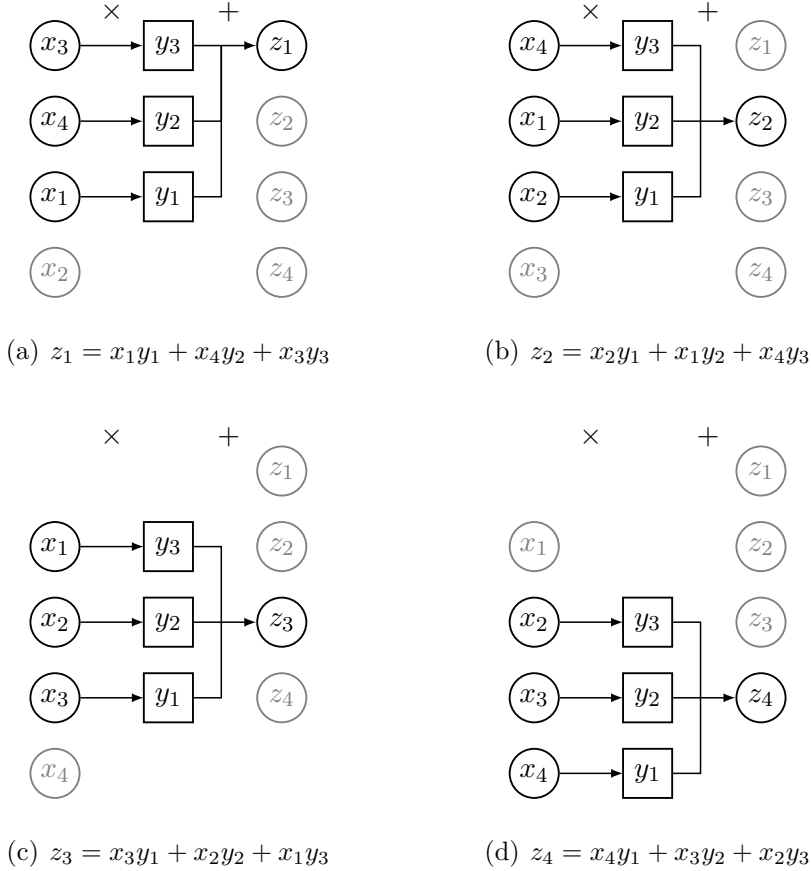 × + × +
x₃ y₃ z₁ x₄ y₃ z₁
x₄ y₂ z₂ x₁ y₂ z₂
x₁ y₁ z₃ x₂ y₁ z₃
x₂ z₄ x₃ z₄
(a) z₁ = x₁y₁ + x₄y₂ + x₃y₃ (b) z₂ = x₂y₁ + x₁y₂ + x₄y₃
× + × +
z₁ z₁
x₁ y₃ z₂ x₁ z₂
x₂ y₂ z₃ x₂ y₃ z₃
x₃ y₁ z₄ x₃ y₂ z₄
x₄ x₄ y₁
(c) z₃ = x₃y₁ + x₂y₂ + x₁y₃ (d) z₄ = x₄y₁ + x₃y₂ + x₂y₃